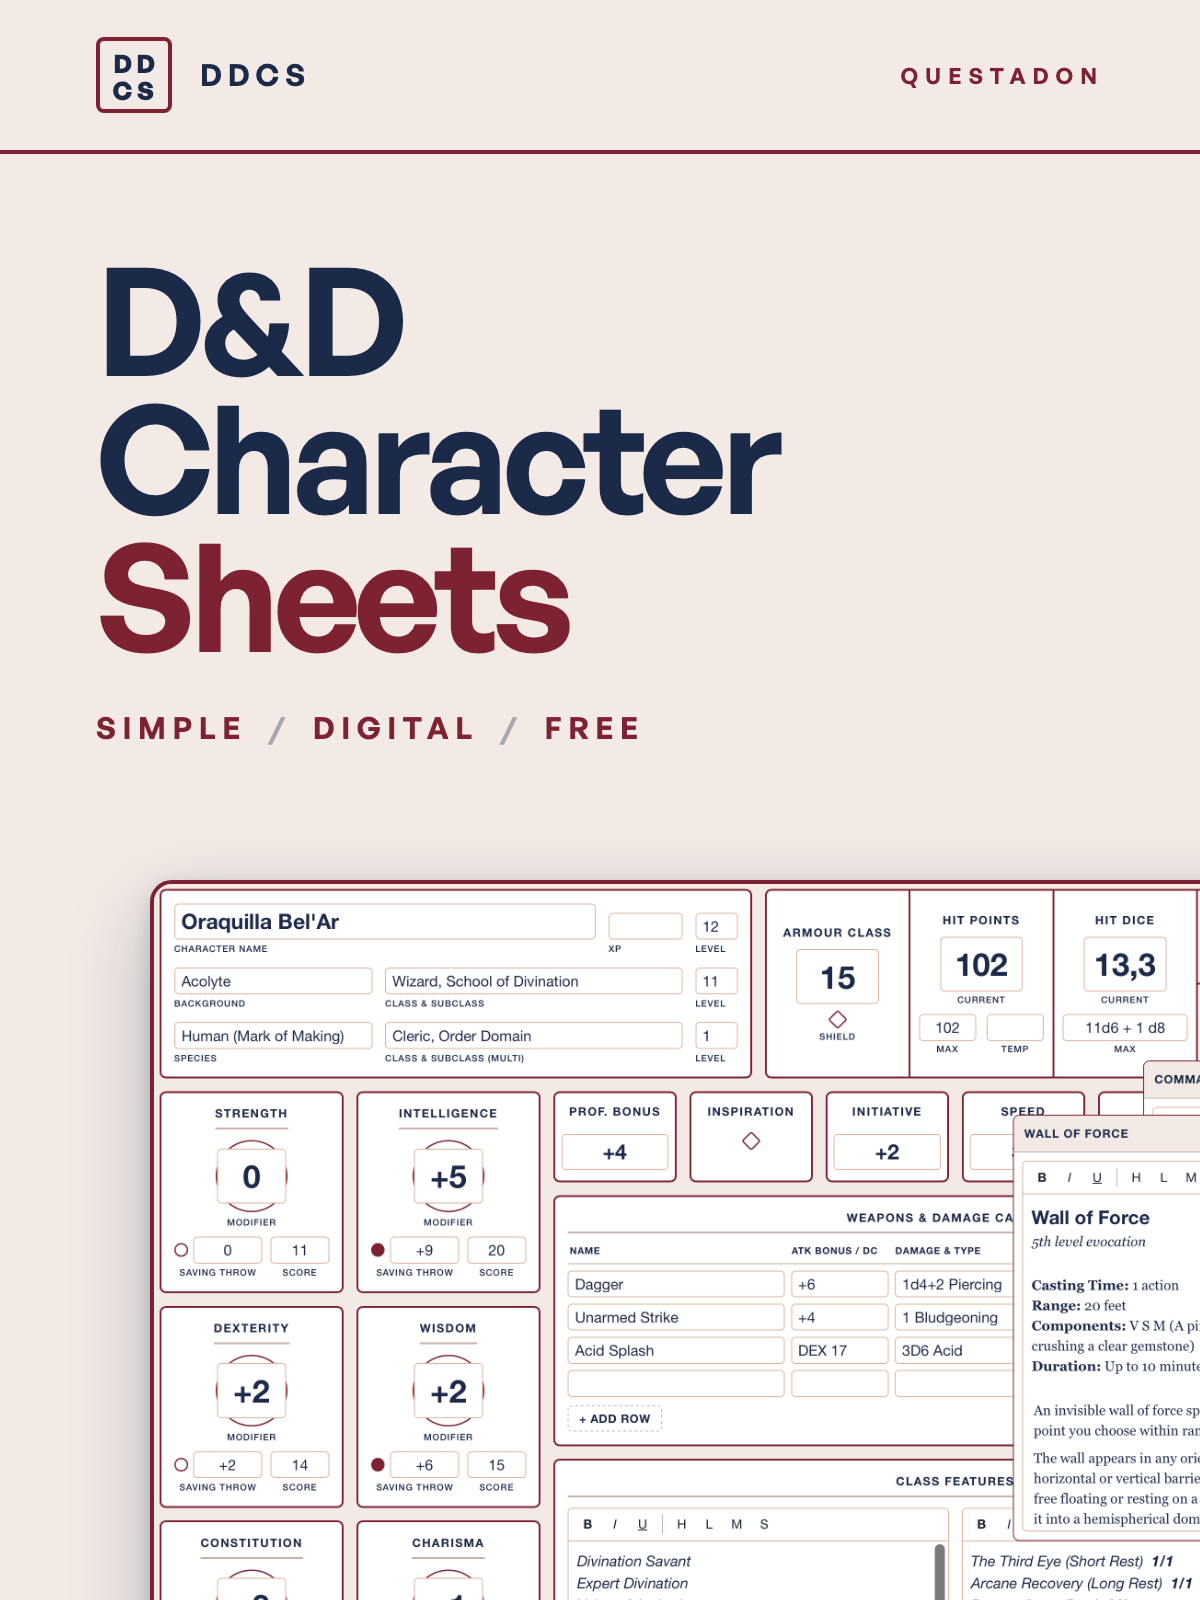 DD
CS
DDCS
QUESTADON
D&D
Character
Sheets
SIMPLE / DIGITAL / FREE
Oraquilla Bel'Ar
12
CHARACTER NAME
XP
LEVEL
Acolyte
Wizard, School of Divination
11
BACKGROUND
CLASS & SUBCLASS
LEVEL
Human (Mark of Making)
Cleric, Order Domain
1
SPECIES
CLASS & SUBCLASS (MULTI)
LEVEL
ARMOUR CLASS
15
SHIELD
HIT POINTS
102
CURRENT
102
MAX
TEMP
HIT DICE
13,3
CURRENT
11d6 + 1 d8
MAX
STRENGTH
0
MODIFIER
0
11
SAVING THROW
SCORE
INTELLIGENCE
+5
MODIFIER
+9
20
SAVING THROW
SCORE
PROF. BONUS
+4
INSPIRATION
INITIATIVE
+2
SPEED
DEXTERITY
+2
MODIFIER
+2
14
SAVING THROW
SCORE
WISDOM
+2
MODIFIER
+6
15
SAVING THROW
SCORE
CONSTITUTION
CHARISMA
WEAPONS & DAMAGE CA
NAME
ATK BONUS / DC
DAMAGE & TYPE
Dagger
+6
1d4+2 Piercing
Unarmed Strike
+4
1 Bludgeoning
Acid Splash
DEX 17
3D6 Acid
+ ADD ROW
CLASS FEATURES
B I U H L M S
Divination Savant
Expert Divination
B I
The Third Eye (Short Rest) 1/1
Arcane Recovery (Long Rest) 1/1
COMMA
WALL OF FORCE
B I U H L M
Wall of Force
5th level evocation
Casting Time: 1 action
Range: 20 feet
Components: V S M (A pi
crushing a clear gemstone)
Duration: Up to 10 minute
An invisible wall of force sp
point you choose within ran
The wall appears in any orie
horizontal or vertical barrie
free floating or resting on a
it into a hemispherical dom